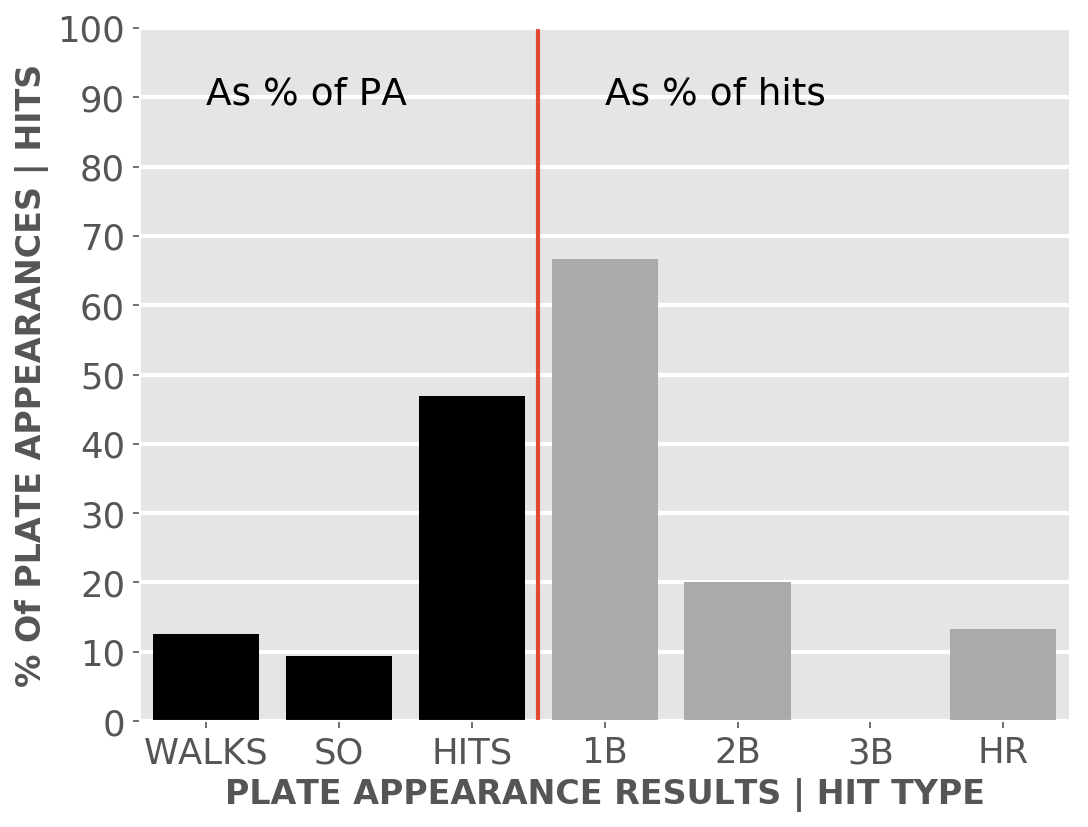 % Of PLATE APPEARANCES | HITS
100
90
80
70
60
50
40
30
20
10
0
As % of PA
As % of hits
WALKS SO HITS 1B 2B 3B HR
PLATE APPEARANCE RESULTS | HIT TYPE